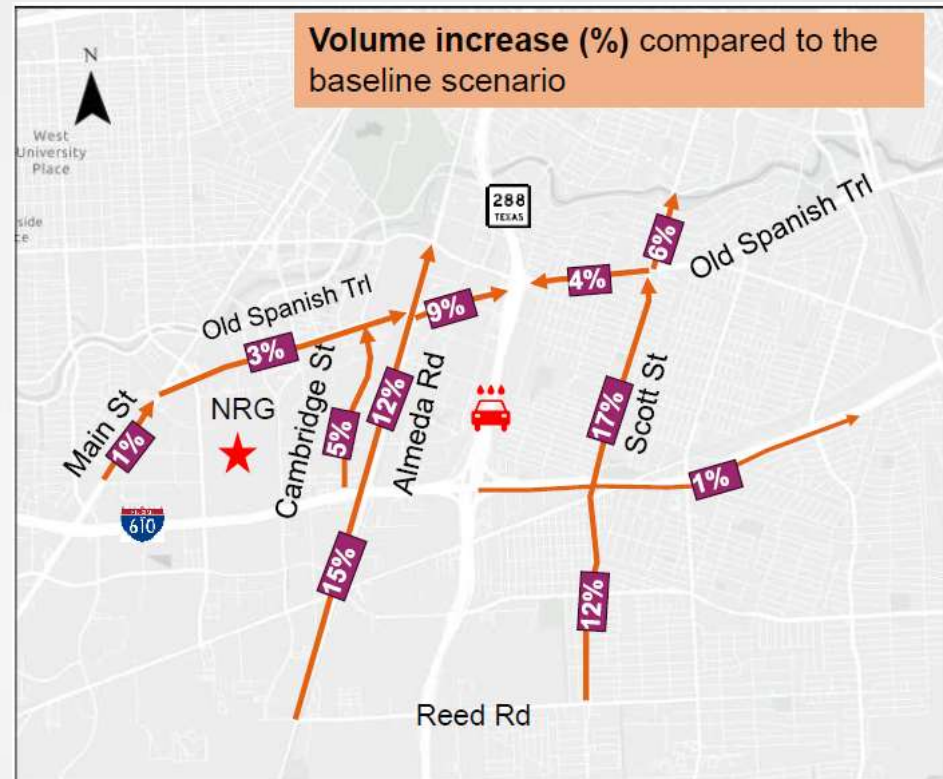 Volume increase (%) compared to the
baseline scenario
N
West
University
Place
side
ce
288
TEXAS
Old Spanish Trl
6%
4%
9%
Old Spanish Trl
3%
Main St
1%
NRG
Cambridge St
5%
12%
Almeda Rd
17%
Scott St
1%
610
15%
12%
Reed Rd